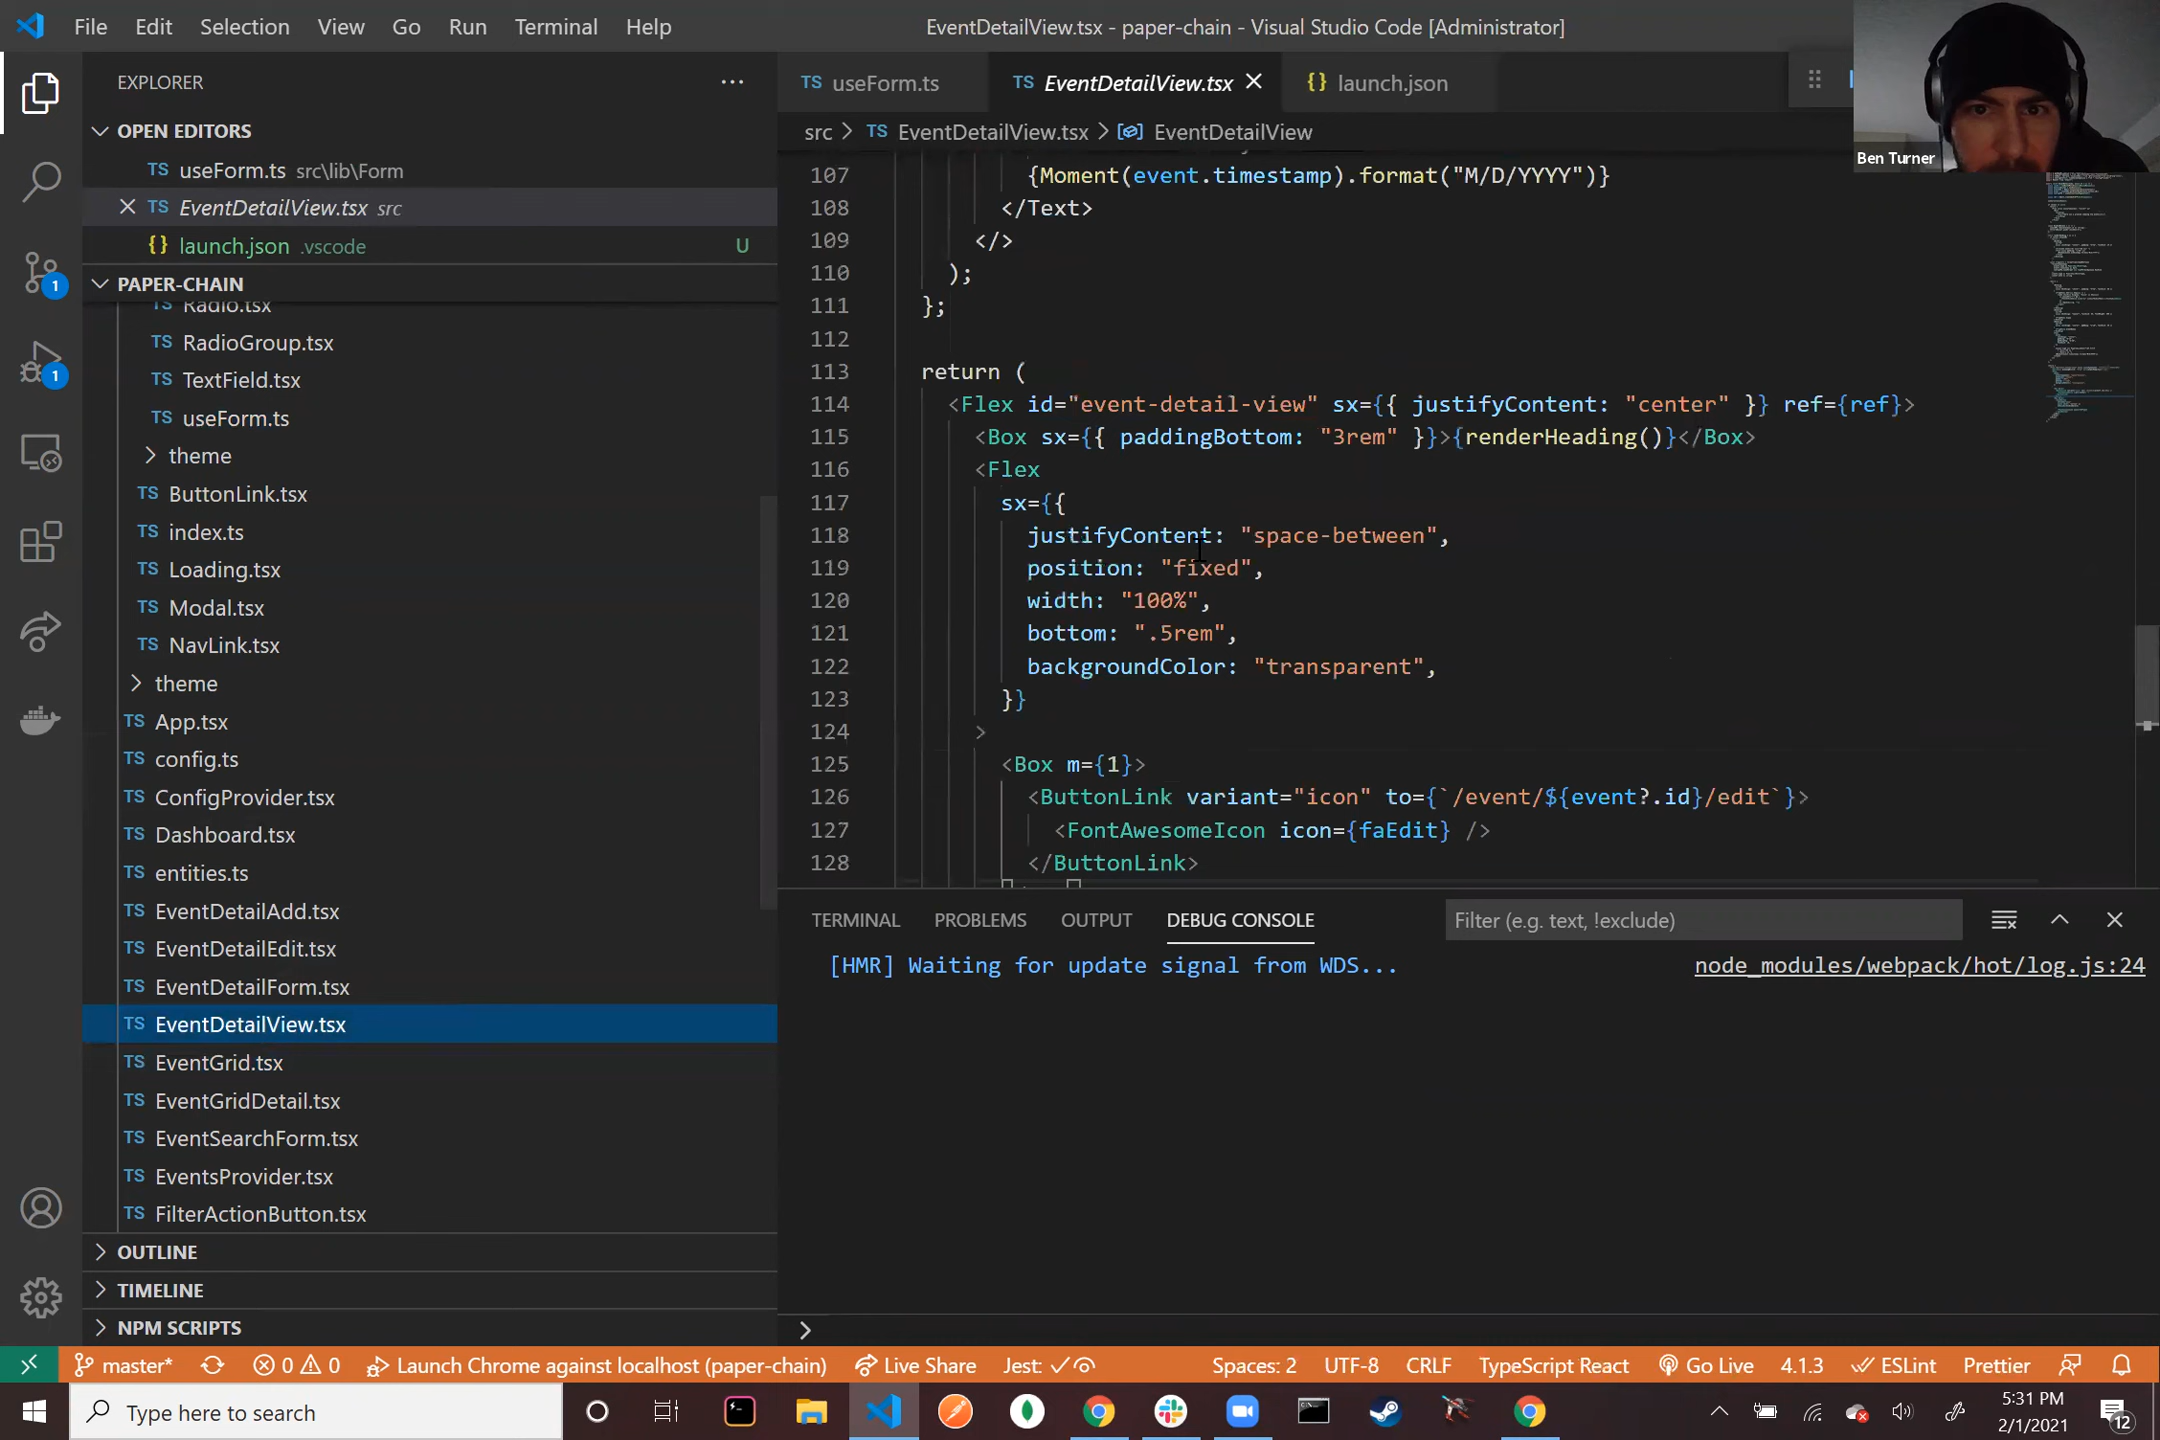 File Edit Selection View Go Run Terminal Help
EventDetailView.tsx - paper-chain - Visual Studio Code [Administrator]
Ben Turner
EXPLORER
OPEN EDITORS
TS useForm.ts src\lib\Form
TS EventDetailView.tsx src
{} launch.json .vscode U
PAPER-CHAIN
Radio.tsx
TS RadioGroup.tsx
TS TextField.tsx
TS useForm.ts
theme
TS ButtonLink.tsx
TS index.ts
TS Loading.tsx
TS Modal.tsx
TS NavLink.tsx
theme
TS App.tsx
TS config.ts
TS ConfigProvider.tsx
TS Dashboard.tsx
TS entities.ts
TS EventDetailAdd.tsx
TS EventDetailEdit.tsx
TS EventDetailForm.tsx
TS EventDetailView.tsx
TS EventGrid.tsx
TS EventGridDetail.tsx
TS EventSearchForm.tsx
TS EventsProvider.tsx
TS FilterActionButton.tsx
OUTLINE
TIMELINE
NPM SCRIPTS
1
1
TS useForm.ts TS EventDetailView.tsx {} launch.json
src > TS EventDetailView.tsx > EventDetailView
107 {Moment(event.timestamp).format("M/D/YYYY")}
108 </Text>
109 </>
110 );
111 };
112
113 return (
114 <Flex id="event-detail-view" sx={{ justifyContent: "center" }} ref={ref}>
115 <Box sx={{ paddingBottom: "3rem" }}>{renderHeading()}</Box>
116 <Flex
117 sx={{
118 justifyContent: "space-between",
119 position: "fixed",
120 width: "100%",
121 bottom: ".5rem",
122 backgroundColor: "transparent",
123 }}
124 >
125 <Box m={1}>
126 <ButtonLink variant="icon" to={`/event/${event?.id}/edit`}>
127 <FontAwesomeIcon icon={faEdit} />
128 </ButtonLink>
TERMINAL PROBLEMS OUTPUT DEBUG CONSOLE Filter (e.g. text, !exclude)
[HMR] Waiting for update signal from WDS... node_modules/webpack/hot/log.js:24
>
master* 0 0 Launch Chrome against localhost (paper-chain) Live Share Jest: Spaces: 2 UTF-8 CRLF TypeScript React Go Live 4.1.3 ESLint Prettier
Type here to search
5:31 PM
2/1/2021
12